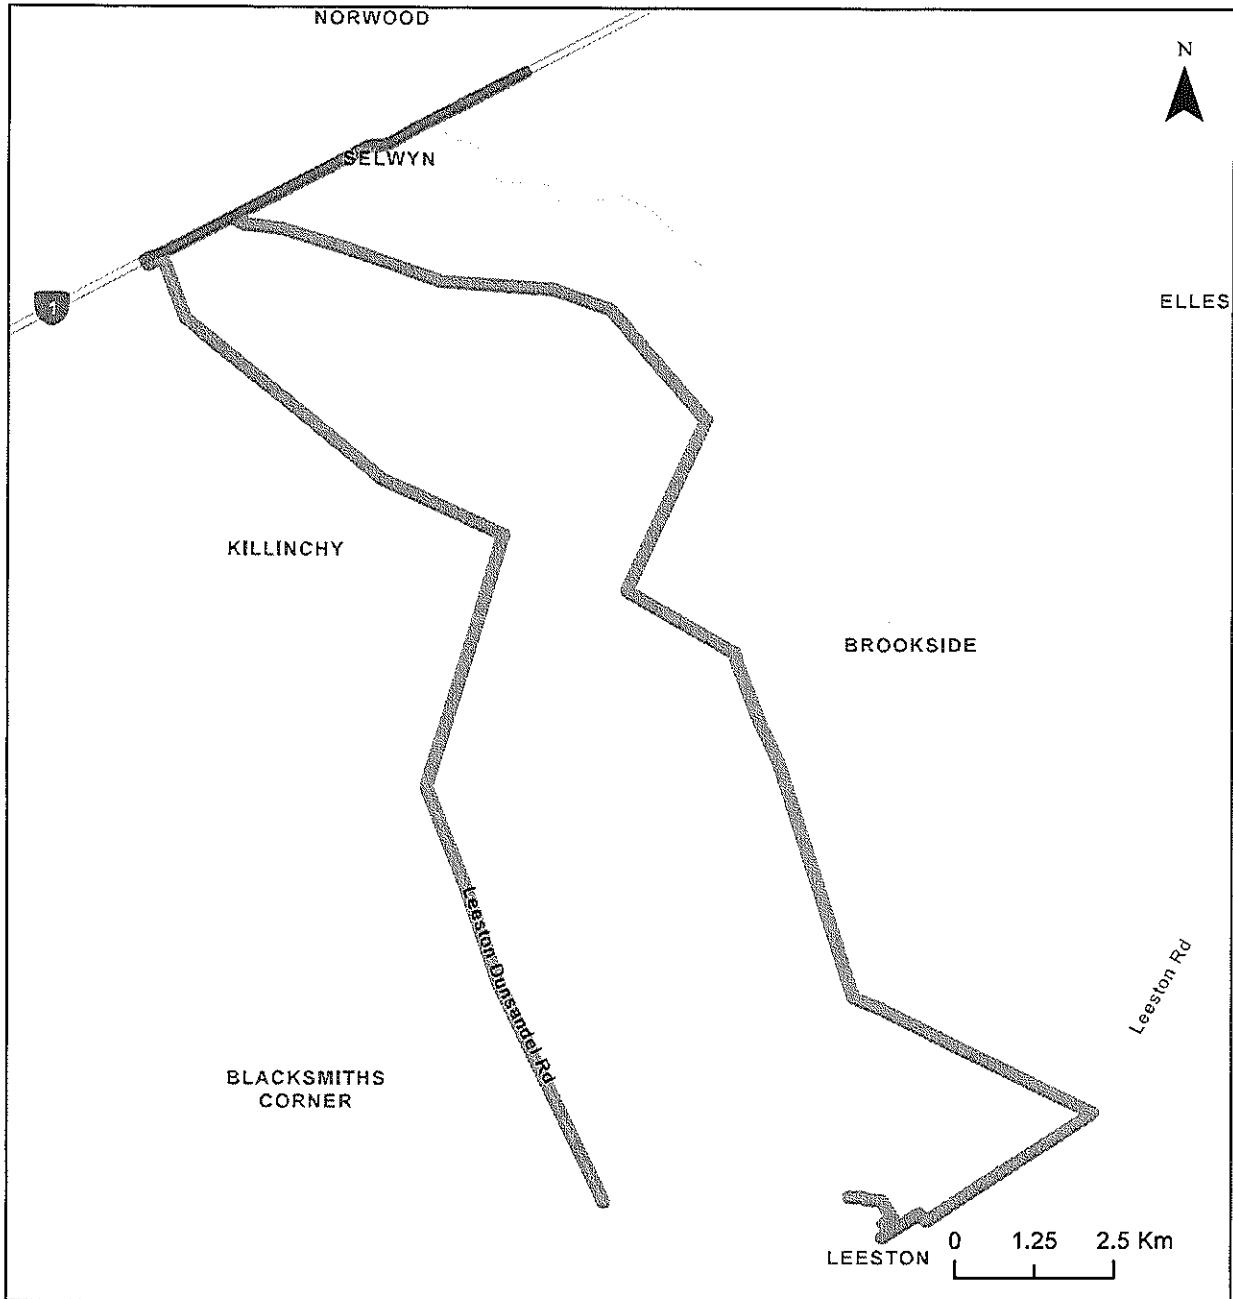 NORWOOD
N
SELWYN
1
ELLES
KILLINCHY
BROOKSIDE
Leeston Dunsandel Rd
Leeston Rd
BLACKSMITHS
CORNER
LEESTON
0 1.25 2.5 Km